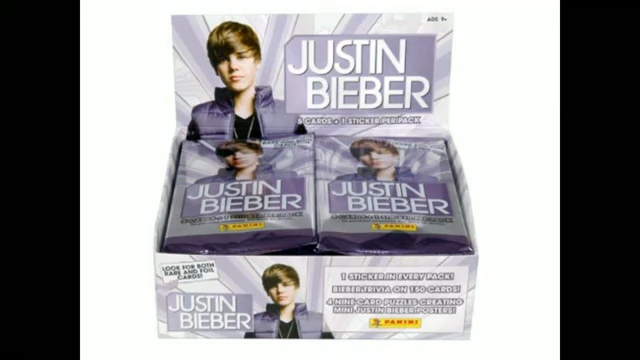 AGE 9+
JUSTIN
BIEBER
6 CARDS + 1 STICKER PER PACK
JUSTIN
BIEBER
PANINI
JUSTIN
BIEBER
PANINI
LOOK FOR BOTH
RARE AND FOIL
CARDS!
JUSTIN
BIEBER
1 STICKER IN EVERY PACK!
BIEBER TRIVIA ON 150 CARDS!
4 NINE-CARD PUZZLES CREATING
MINI JUSTIN BIEBER POSTERS!
PANINI